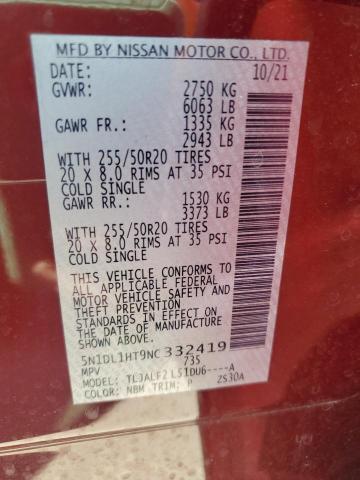 MFD BY NISSAN MOTOR CO., LTD.
DATE: 10/21
GVWR: 2750 KG
6063 LB
GAWR FR.: 1335 KG
2943 LB
WITH 255/50R20 TIRES
20 x 8.0 RIMS AT 35 PSI
COLD SINGLE
GAWR RR.: 1530 KG
3373 LB
WITH 255/50R20 TIRES
20 x 8.0 RIMS AT 35 PSI
COLD SINGLE
THIS VEHICLE CONFORMS TO
ALL APPLICABLE FEDERAL
MOTOR VEHICLE SAFETY AND
THEFT PREVENTION
STANDARDS IN EFFECT ON
THE DATE OF MANUFACTURE
SHOWN ABOVE.
5N1DL1HT9NC332419
MPV 735
MODEL: TLJALF2 L51DU6----A
COLOR: NBM TRIM: P ZS30A